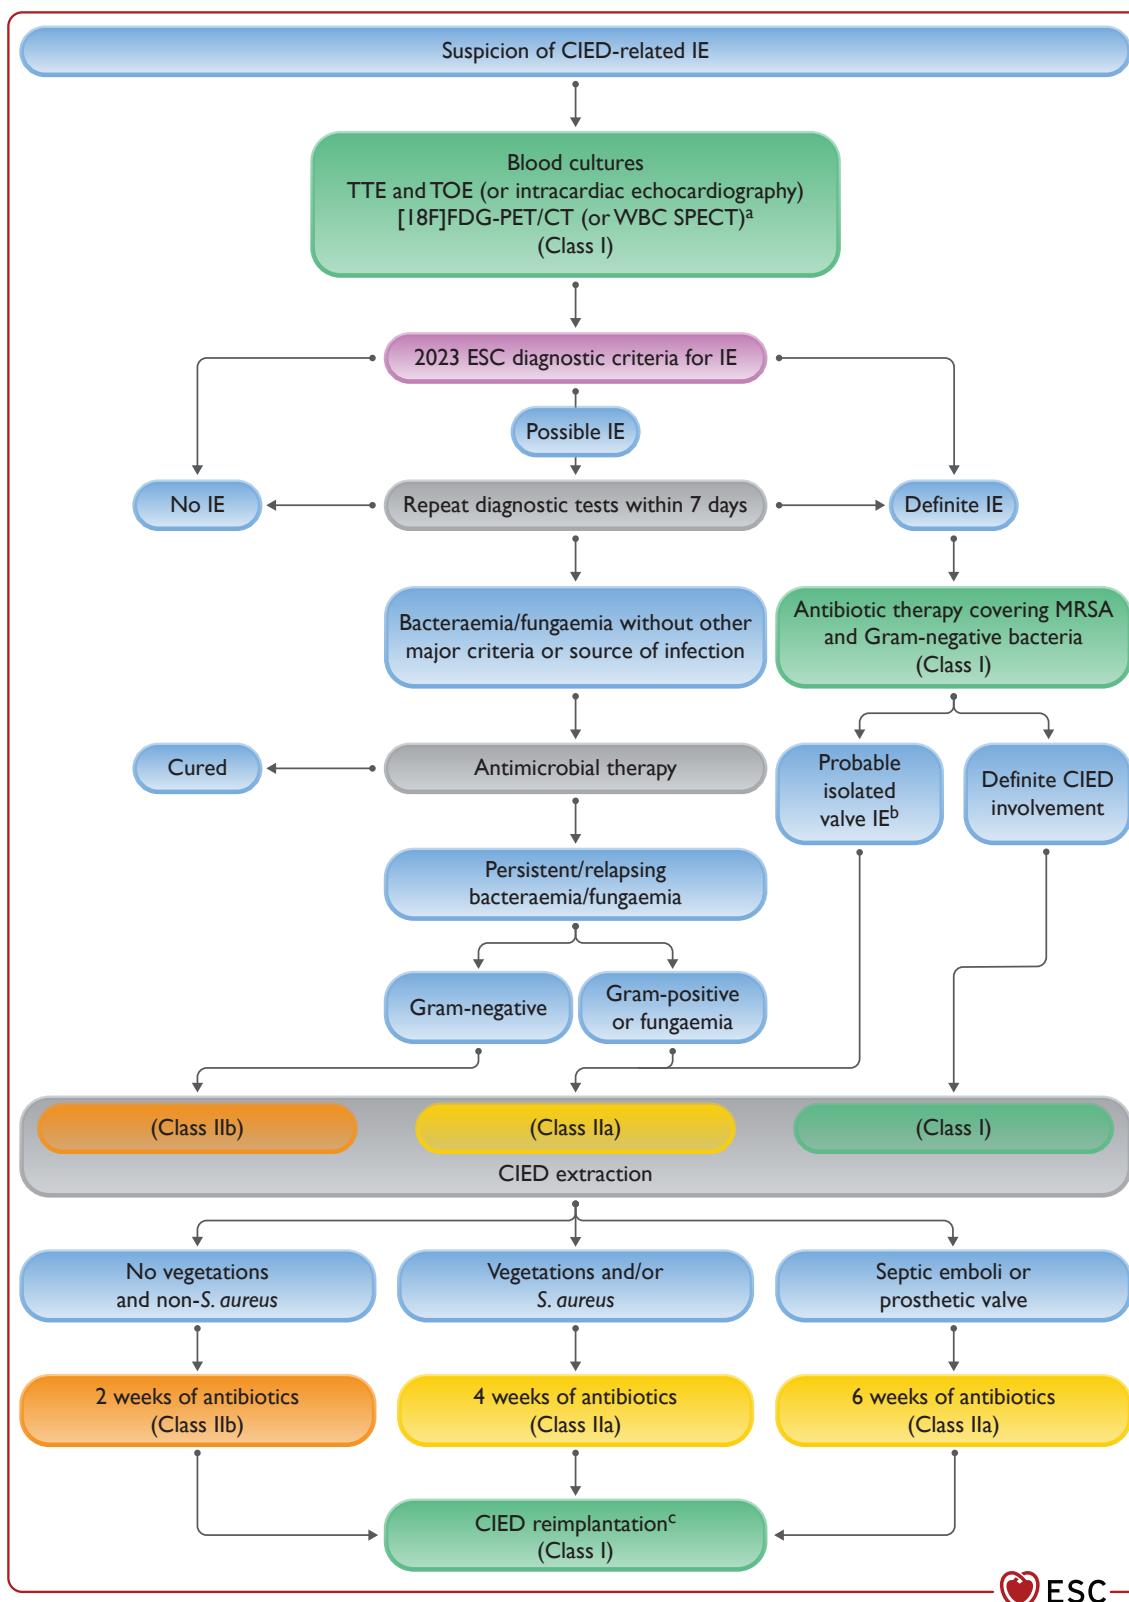 Suspicion of CIED-related IE
Blood cultures
TTE and TOE (or intracardiac echocardiography)
[18F]FDG-PET/CT (or WBC SPECT)a
(Class I)
2023 ESC diagnostic criteria for IE
Possible IE
No IE
Repeat diagnostic tests within 7 days
Definite IE
Bacteraemia/fungaemia without other
major criteria or source of infection
Antibiotic therapy covering MRSA
and Gram-negative bacteria
(Class I)
Cured
Antimicrobial therapy
Probable
isolated
valve IEb
Definite CIED
involvement
Persistent/relapsing
bacteraemia/fungaemia
Gram-negative
Gram-positive
or fungaemia
(Class IIb)
(Class IIa)
(Class I)
CIED extraction
No vegetations
and non-S. aureus
Vegetations and/or
S. aureus
Septic emboli or
prosthetic valve
2 weeks of antibiotics
(Class IIb)
4 weeks of antibiotics
(Class IIa)
6 weeks of antibiotics
(Class IIa)
CIED reimplantationc
(Class I)
ESC